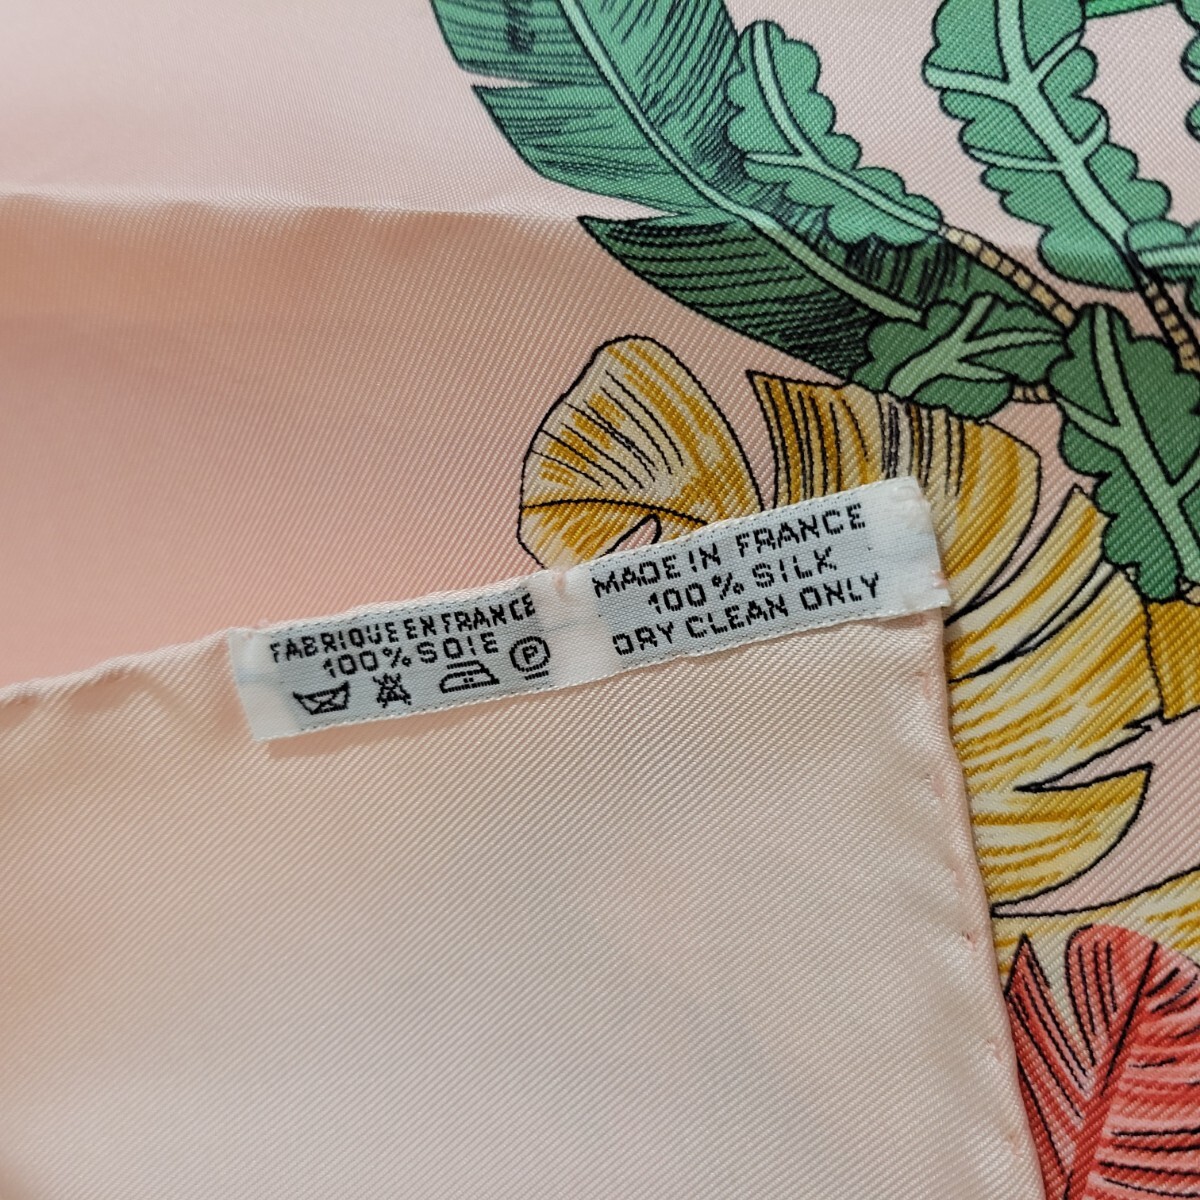 FABRIQUE EN FRANCE
100% SOIE
P
MADE IN FRANCE
100% SILK
DRY CLEAN ONLY